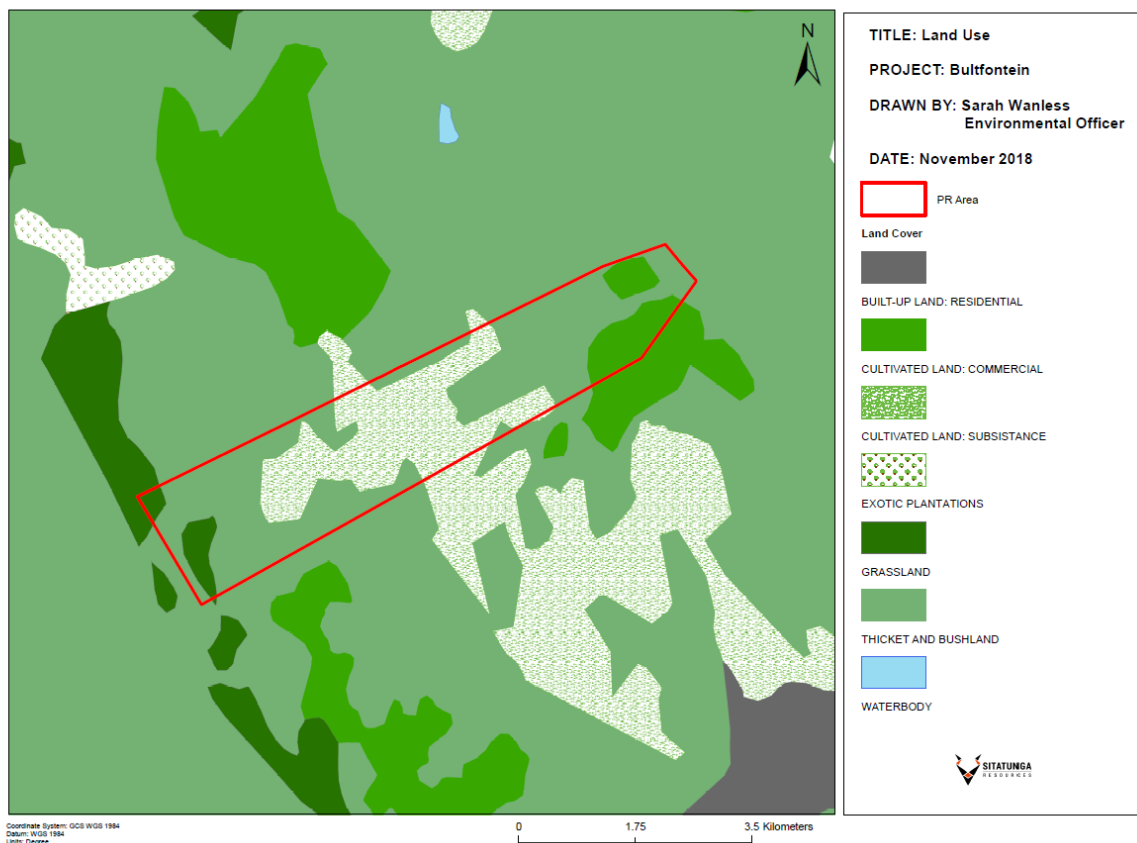 N
TITLE: Land Use
PROJECT: Bultfontein
DRAWN BY: Sarah Wanless
Environmental Officer
DATE: November 2018
PR Area
Land Cover
BUILT-UP LAND: RESIDENTIAL
CULTIVATED LAND: COMMERCIAL
CULTIVATED LAND: SUBSISTANCE
EXOTIC PLANTATIONS
GRASSLAND
THICKET AND BUSHLAND
WATERBODY
SITATUNGA
RESOURCES
Coordinate System: GCS WGS 1984
Datum: WGS 1984
Units: Degree
0 1.75 3.5 Kilometers